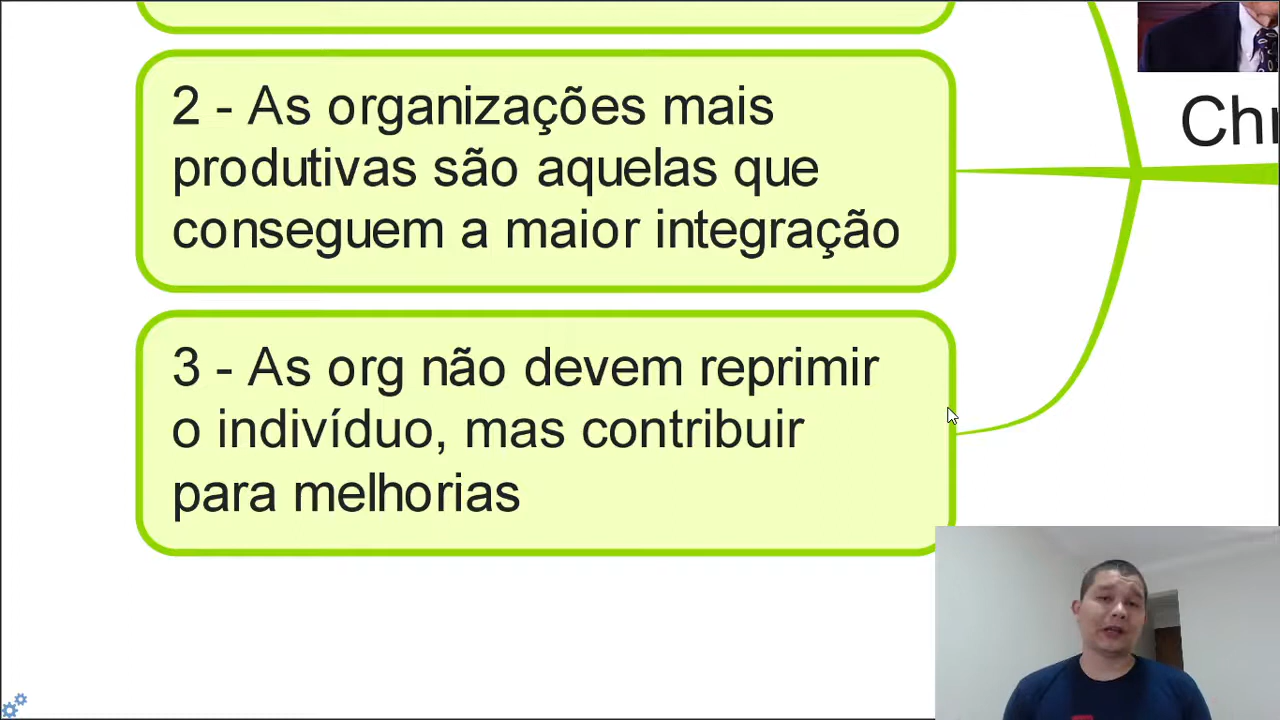 2 - As organizações mais
produtivas são aquelas que
conseguem a maior integração
3 - As org não devem reprimir
o indivíduo, mas contribuir
para melhorias